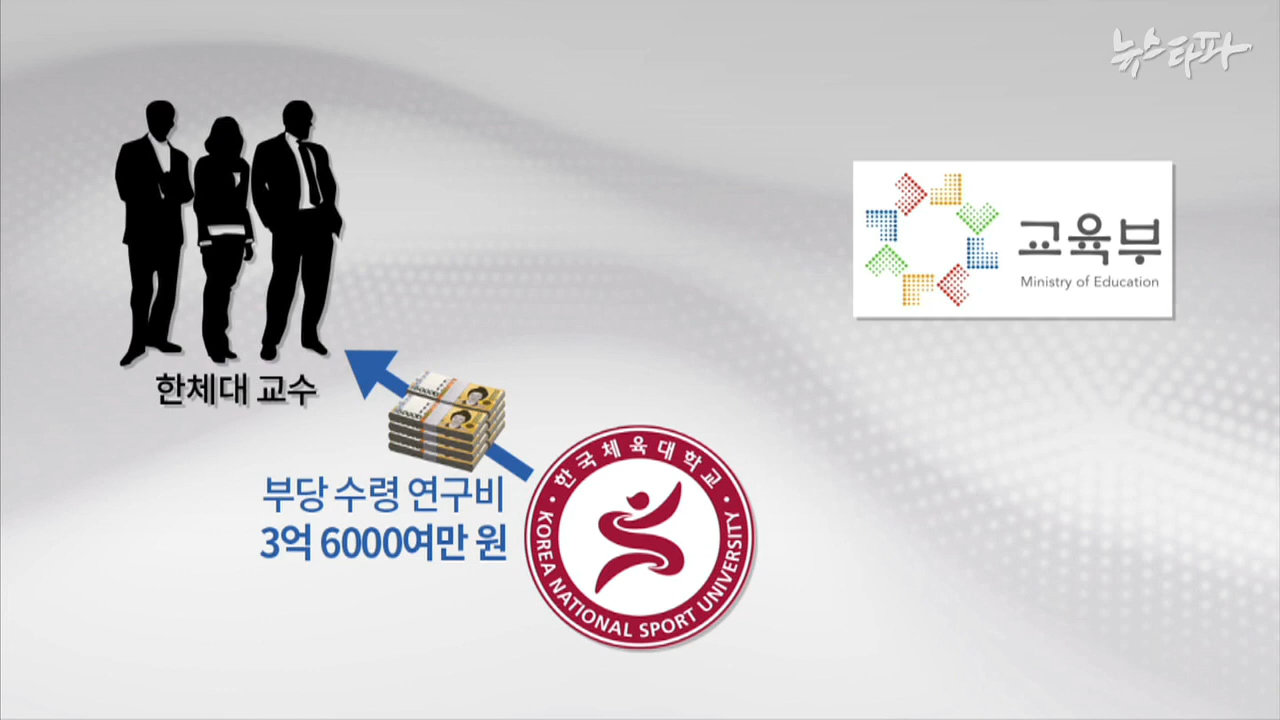 뉴스타파
교육부
Ministry of Education
한체대 교수
부당 수령 연구비
3억 6000여만 원
한국체육대학교
KOREA NATIONAL SPORT UNIVERSITY